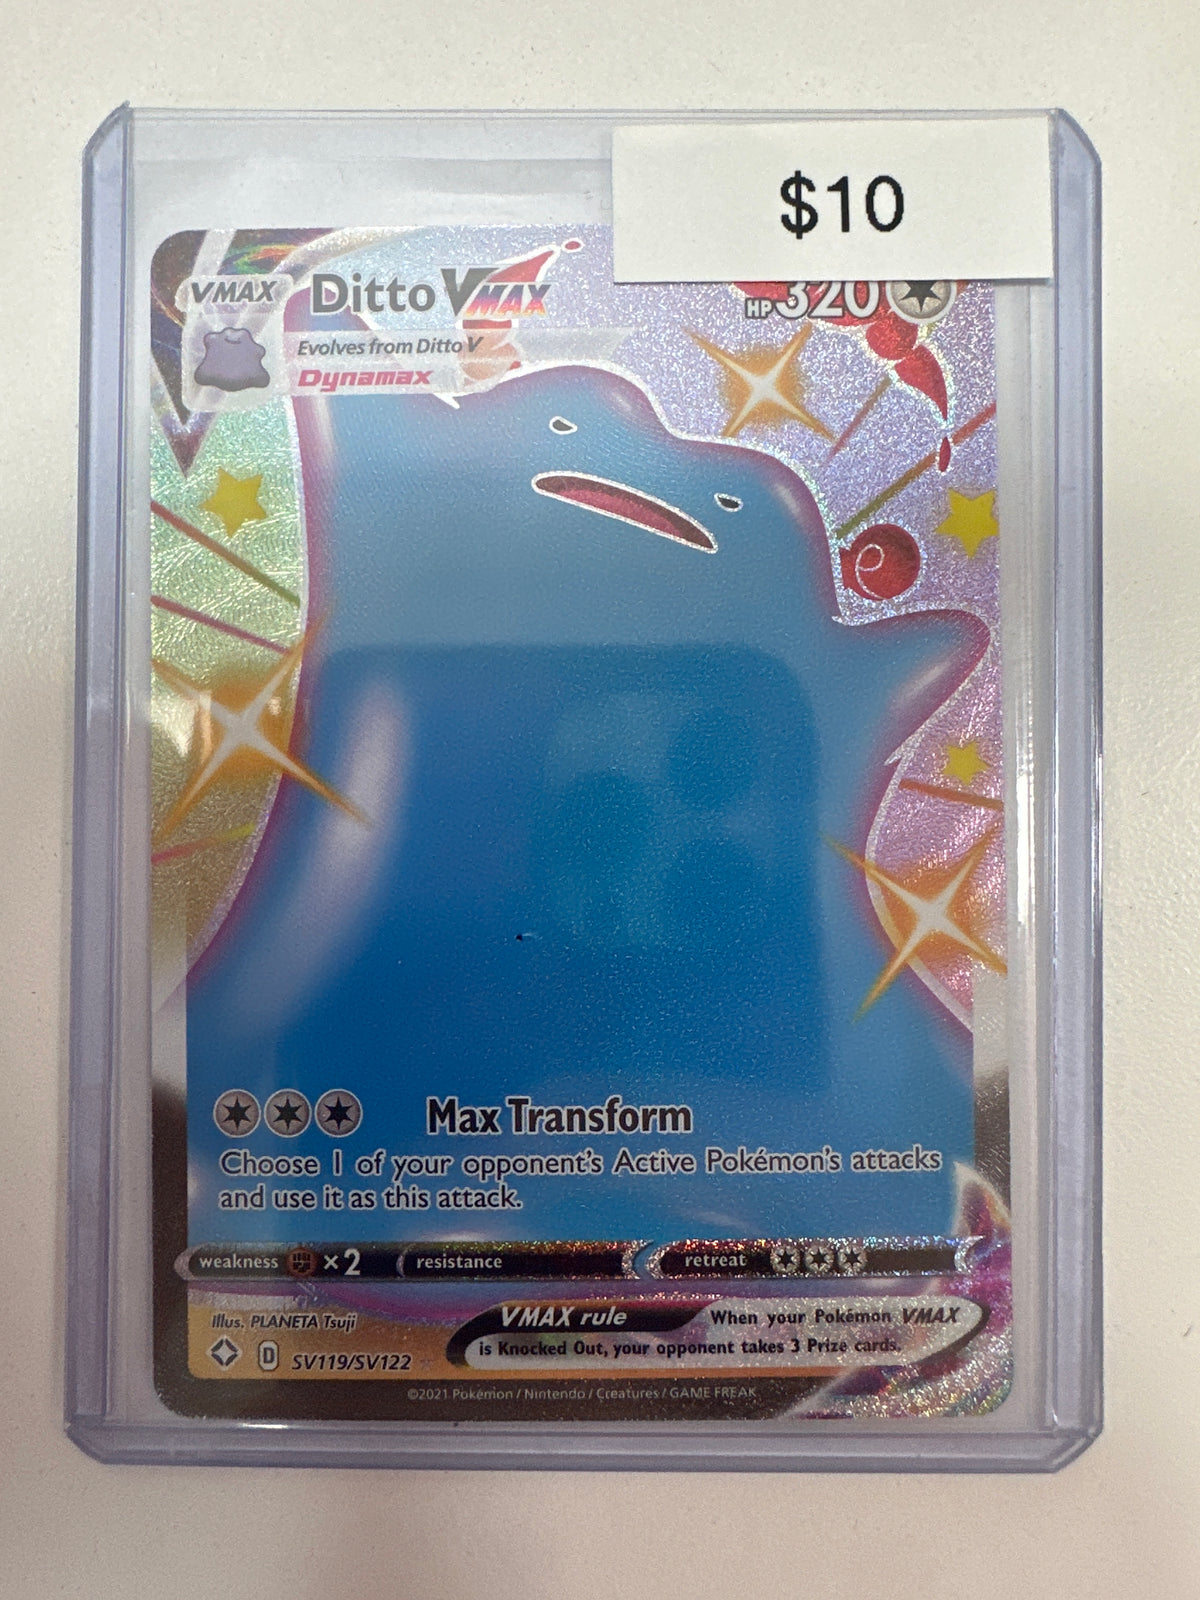 $10
VMAX Ditto VMAX HP 320
Evolves from Ditto V
Dynamax
Max Transform
Choose 1 of your opponent's Active Pokémon's attacks
and use it as this attack.
weakness ×2 resistance retreat
Illus. PLANETA Tsuji
VMAX rule When your Pokémon VMAX
is Knocked Out, your opponent takes 3 Prize cards.
D SV119/SV122
©2021 Pokémon / Nintendo / Creatures / GAME FREAK